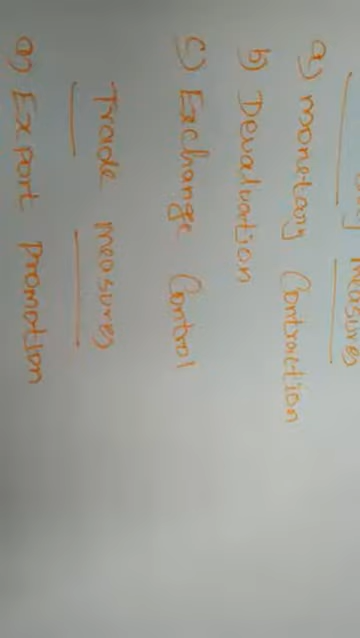 measures
a) monetary Contraction
b) Devaluation
c) Exchange Control
Trade measures
a) Export Promotion